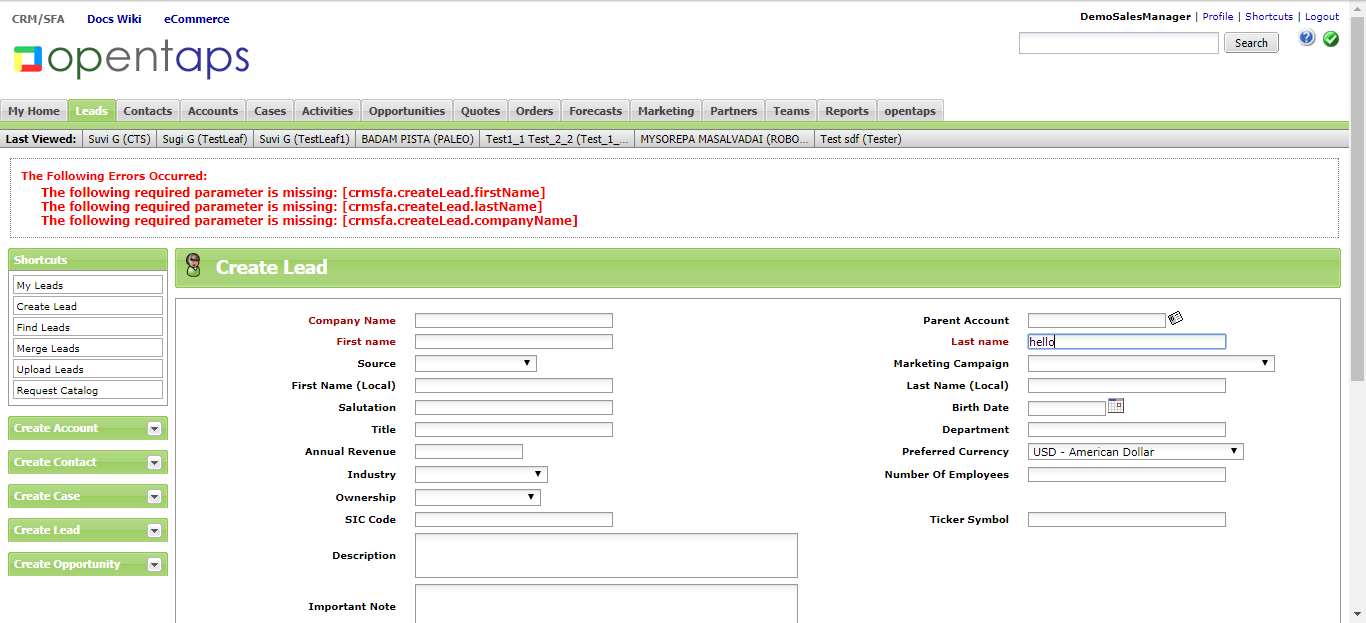 CRM/SFA Docs Wiki eCommerce
DemoSalesManager | Profile | Shortcuts | Logout
opentaps
Search
?
My Home Leads Contacts Accounts Cases Activities Opportunities Quotes Orders Forecasts Marketing Partners Teams Reports opentaps
Last Viewed: Suvi G (CTS) Sugi G (TestLeaf) Suvi G (TestLeaf1) BADAM PISTA (PALEO) Test1_1 Test_2_2 (Test_1_... MYSOREPA MASALVADAI (ROBO... Test sdf (Tester)
The Following Errors Occurred:
The following required parameter is missing: [crmsfa.createLead.firstName]
The following required parameter is missing: [crmsfa.createLead.lastName]
The following required parameter is missing: [crmsfa.createLead.companyName]
Shortcuts
My Leads
Create Lead
Find Leads
Merge Leads
Upload Leads
Request Catalog
Create Account
Create Contact
Create Case
Create Lead
Create Opportunity
Create Lead
Company Name Parent Account
First name Last name hello
Source Marketing Campaign
First Name (Local) Last Name (Local)
Salutation Birth Date
Title Department
Annual Revenue Preferred Currency USD - American Dollar
Industry Number Of Employees
Ownership
SIC Code Ticker Symbol
Description
Important Note